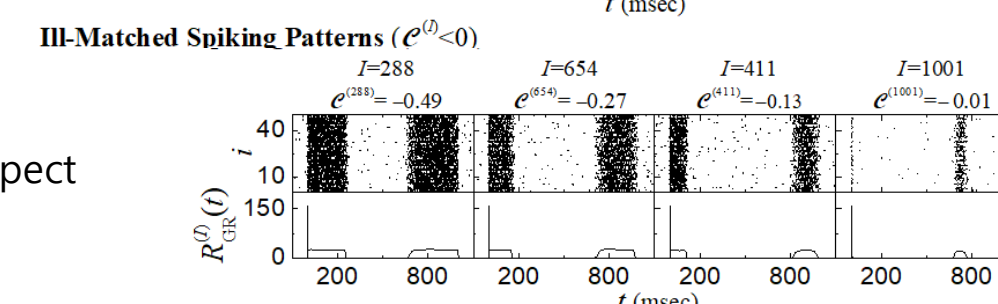 t (msec)
Ill-Matched Spiking Patterns (𝒞^(I)<0)
I=288 I=654 I=411 I=1001
𝒞^(288)= –0.49 𝒞^(654)= –0.27 𝒞^(411)=–0.13 𝒞^(1001)=– 0.01
40
i
pect
10
150
R_GR^(I)(t)
0
200 800 200 800 200 800 200 800
t (msec)